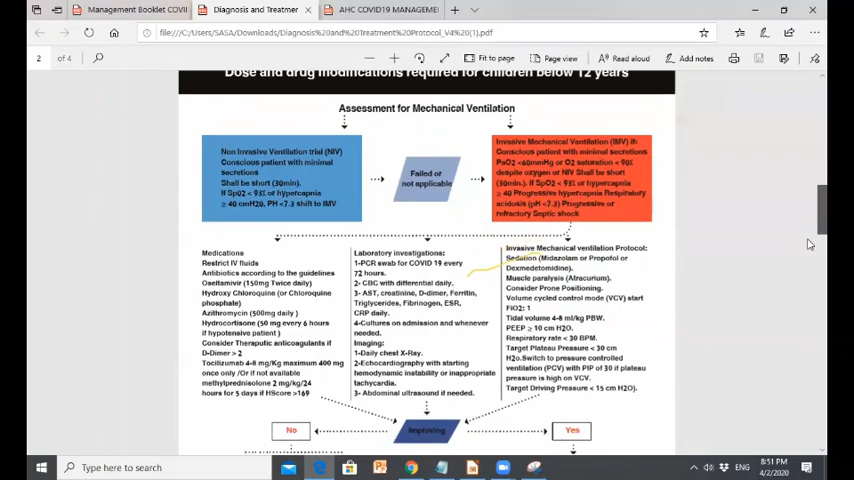 Management Booklet COVII
Diagnosis and Treatmer
AHC COVID19 MANAGEME
file:///C:/Users/SASA/Downloads/Diagnosis%20and%20Treatment%20Protocol_V4%20(1).pdf
2 of 4
Fit to page
Page view
Read aloud
Add notes
Dose and drug modifications required for children below 12 years
Assessment for Mechanical Ventilation
Non Invasive Ventilation trial (NIV)
Conscious patient with minimal
secretions
Shall be short (30min).
If Sp02 < 93% or hypercapnia
≥ 40 cmH20, PH <7.3 shift to IMV
Failed or
not applicable
Invasive Mechanical Ventilation (IMV) if:
Conscious patient with minimal secretions
PaO2 <60mmHg or O2 saturation < 90%
despite oxygen or NIV Shall be short
(30min.). If SpO2 < 93% or hypercapnia
≥ 40 Progressive hypercapnia Respiratory
acidosis (pH <7.3) Progressive or
refractory Septic shock
Medications
Restrict IV fluids
Antibiotics according to the guidelines
Oseltamivir (150mg Twice daily)
Hydroxy Chloroquine (or Chloroquine
phosphate)
Azithromycin (500mg daily )
Hydrocortisone (50 mg every 6 hours
if hypotensive patient )
Consider Therapeutic anticoagulants if
D-Dimer > 2
Tocilizumab 4-8 mg/Kg maximum 400 mg
once only /Or if not available
methylprednisolone 2 mg/kg/24
hours for 5 days if HScore >169
Laboratory investigations:
1-PCR swab for COVID 19 every
72 hours.
2- CBC with differential daily.
3- AST, creatinine, D-dimer, Ferritin,
Triglycerides, Fibrinogen, ESR,
CRP daily.
4-Cultures on admission and whenever
needed.
Imaging:
1-Daily chest X-Ray.
2-Echocardiography with starting
hemodynamic instability or inappropriate
tachycardia.
3- Abdominal ultrasound if needed.
Invasive Mechanical ventilation Protocol:
Sedation (Midazolam or Propofol or
Dexmedetomidine).
Muscle paralysis (Atracurium).
Consider Prone Positioning.
Volume cycled control mode (VCV) start
FiO2: 1
Tidal volume 4-8 ml/kg PBW.
PEEP ≥ 10 cm H2O.
Respiratory rate < 30 BPM.
Target Plateau Pressure < 30 cm
H2o.Switch to pressure controlled
ventilation (PCV) with PIP of 30 if plateau
pressure is high on VCV.
Target Driving Pressure < 15 cm H2O).
No
Improving
Yes
Type here to search
ENG
8:51 PM
4/2/2020